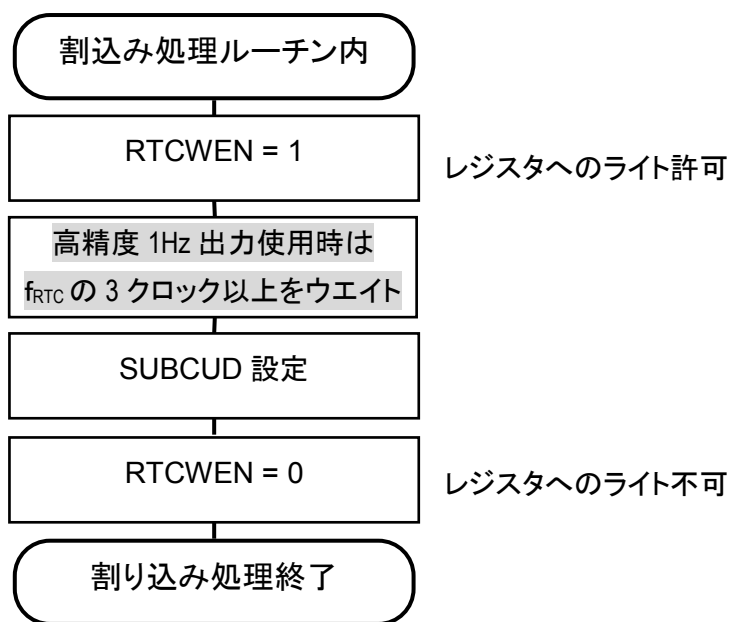 割込み処理ルーチン内
RTCWEN = 1
レジスタへのライト許可
高精度 1Hz 出力使用時は
fRTC の 3 クロック以上をウエイト
SUBCUD 設定
RTCWEN = 0
レジスタへのライト不可
割り込み処理終了